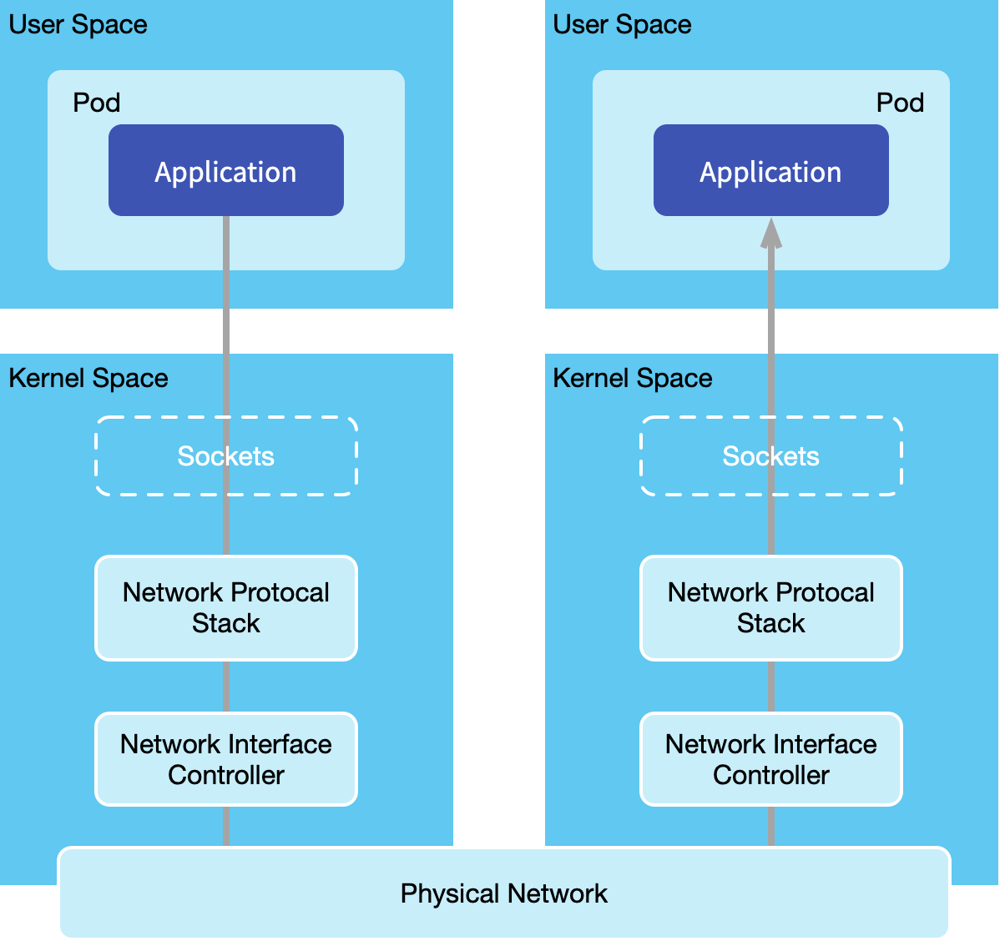 User Space
Pod
Application
Kernel Space
Sockets
Network Protocal
Stack
Network Interface
Controller
User Space
Pod
Application
Kernel Space
Sockets
Network Protocal
Stack
Network Interface
Controller
Physical Network